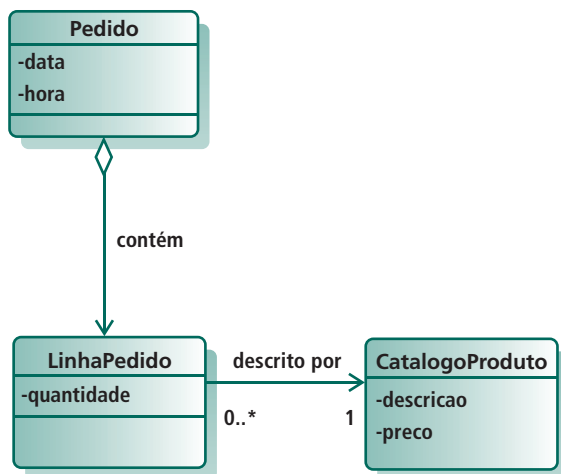 Pedido
-data
-hora
contém
LinhaPedido
-quantidade
descrito por
0..*
1
CatalogoProduto
-descricao
-preco